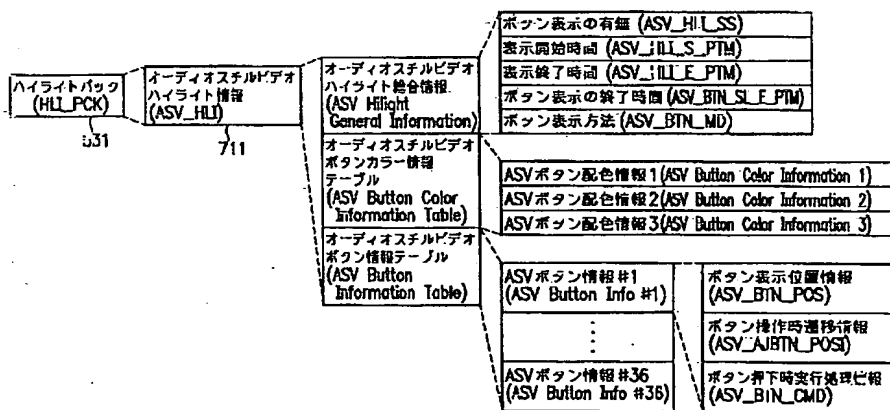 ハイライトパック
(HLI_PCK)
631
オーディオスチルビデオ
ハイライト情報
(ASV_HLI)
711
オーディオスチルビデオ
ハイライト総合情報
(ASV Hilight
General Information)
オーディオスチルビデオ
ボタンカラー情報
テーブル
(ASV Button Color
Information Table)
オーディオスチルビデオ
ボタン情報テーブル
(ASV Button
Information Table)
ボタン表示の有無 (ASV_HLI_SS)
表示開始時間 (ASV_HLI_S_PTM)
表示終了時間 (ASV_HLI_E_PTM)
ボタン表示の終了時間 (ASV_BTN_SL_E_PTM)
ボタン表示方法 (ASV_BTN_MD)
ASVボタン配色情報1(ASV Button Color Information 1)
ASVボタン配色情報2(ASV Button Color Information 2)
ASVボタン配色情報3(ASV Button Color Information 3)
ASVボタン情報#1
(ASV Button Info #1)
ASVボタン情報#36
(ASV Button Info #36)
ボタン表示位置情報
(ASV_BTN_POS)
ボタン操作時遷移情報
(ASV_AJBTN_POSI)
ボタン押下時実行処理情報
(ASV_BTN_CMD)